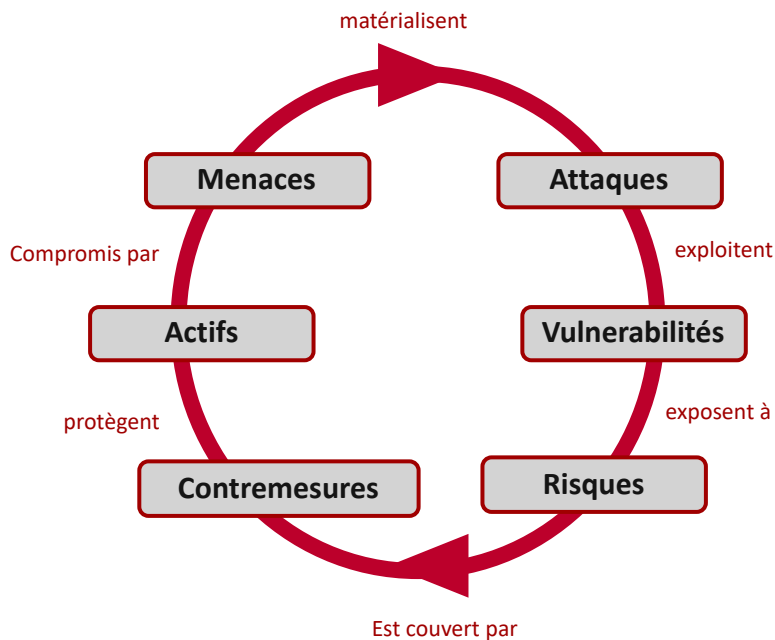 matérialisent
Menaces
Attaques
Compromis par
exploitent
Actifs
Vulnerabilités
protègent
exposent à
Contremesures
Risques
Est couvert par